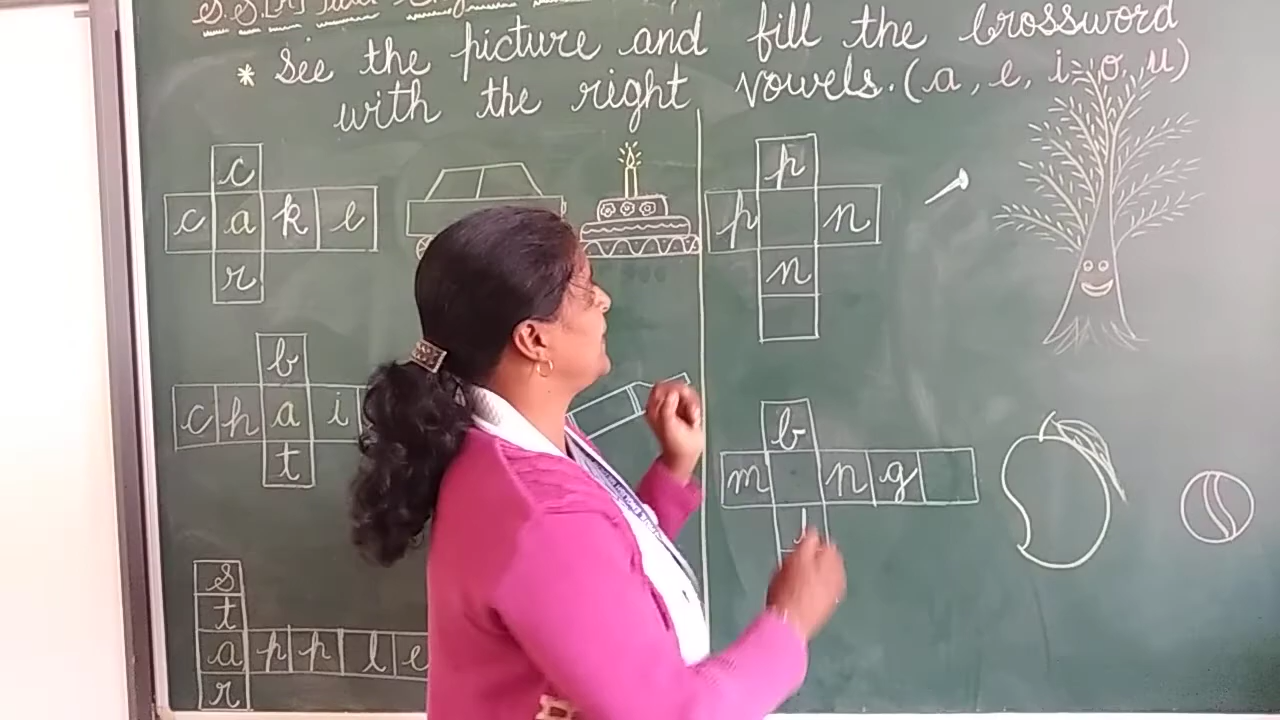 * See the picture and fill the crossword
with the right vowels. (a, e, i, o, u)
c
c a k e
r
b
c h a i
t
s
t
a p p l e
r
p
p n
n
b
m n g